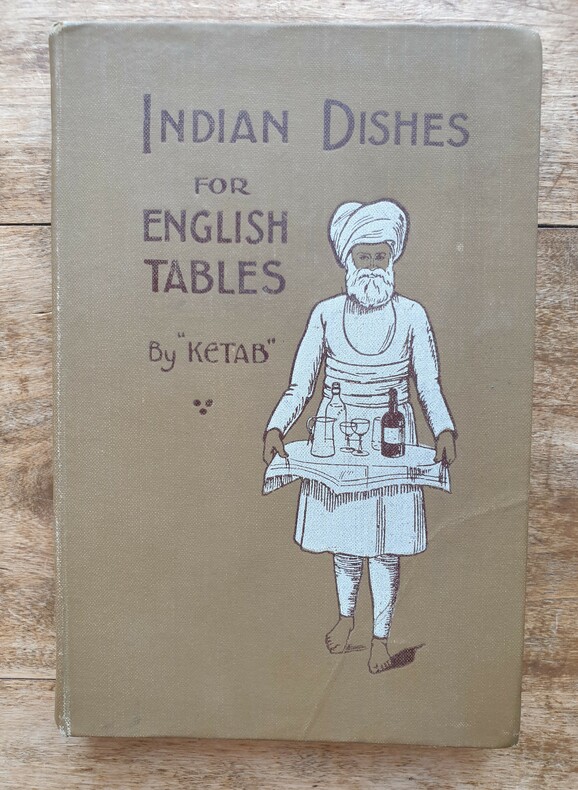 INDIAN DISHES
FOR
ENGLISH
TABLES
By "KETAB"